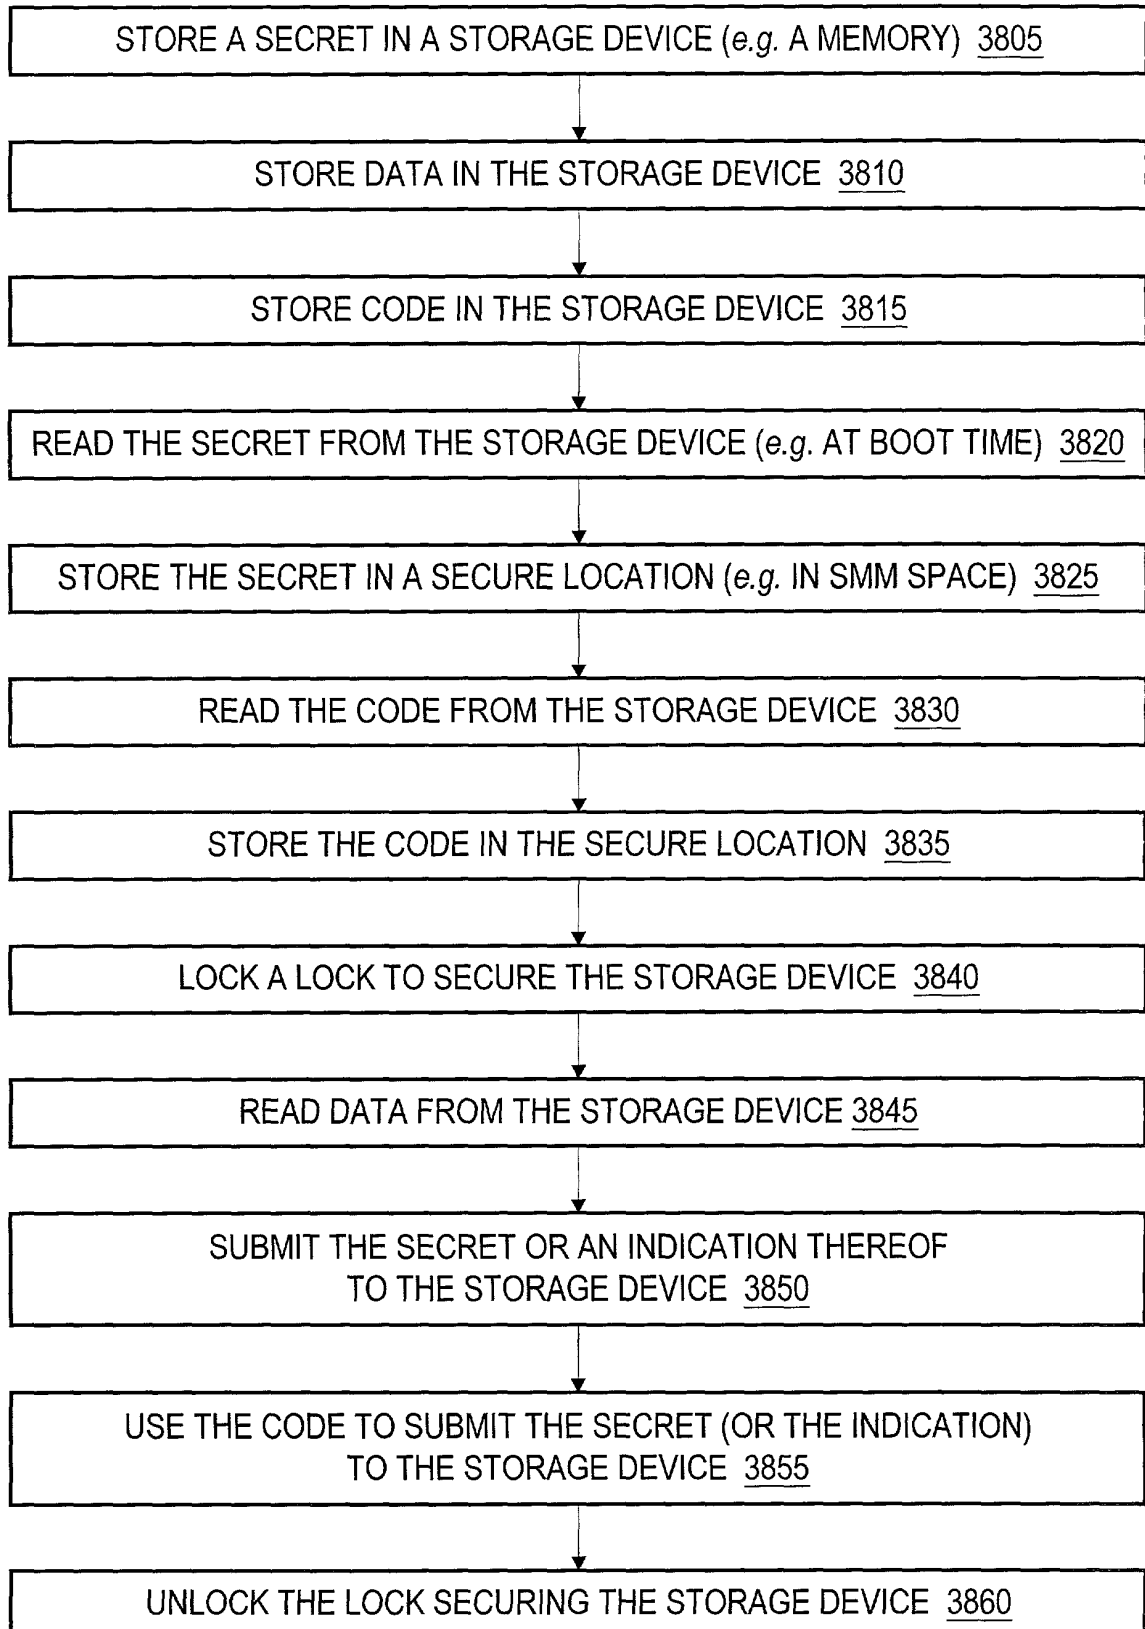 STORE A SECRET IN A STORAGE DEVICE (e.g. A MEMORY) 3805
STORE DATA IN THE STORAGE DEVICE 3810
STORE CODE IN THE STORAGE DEVICE 3815
READ THE SECRET FROM THE STORAGE DEVICE (e.g. AT BOOT TIME) 3820
STORE THE SECRET IN A SECURE LOCATION (e.g. IN SMM SPACE) 3825
READ THE CODE FROM THE STORAGE DEVICE 3830
STORE THE CODE IN THE SECURE LOCATION 3835
LOCK A LOCK TO SECURE THE STORAGE DEVICE 3840
READ DATA FROM THE STORAGE DEVICE 3845
SUBMIT THE SECRET OR AN INDICATION THEREOF
TO THE STORAGE DEVICE 3850
USE THE CODE TO SUBMIT THE SECRET (OR THE INDICATION)
TO THE STORAGE DEVICE 3855
UNLOCK THE LOCK SECURING THE STORAGE DEVICE 3860